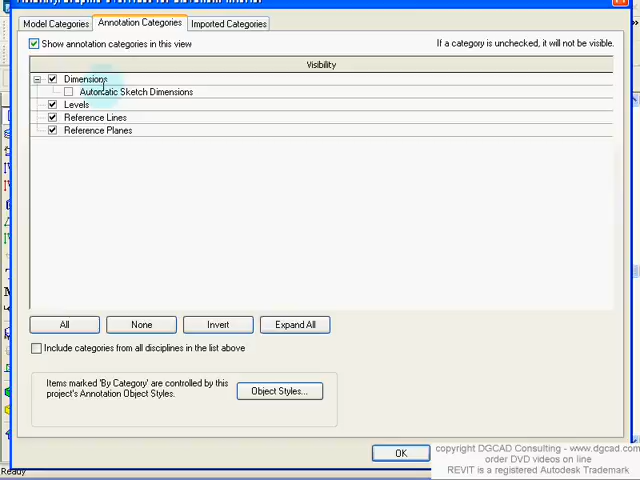 Model Categories
Annotation Categories
Imported Categories
Show annotation categories in this view
If a category is unchecked, it will not be visible.
Visibility
Dimensions
Automatic Sketch Dimensions
Levels
Reference Lines
Reference Planes
All
None
Invert
Expand All
Include categories from all disciplines in the list above
Items marked 'By Category' are controlled by this
project's Annotation Object Styles.
Object Styles...
OK
copyright DGCAD Consulting - www.dgcad.com
order DVD videos on line
REVIT is a registered Autodesk Trademark
Ready